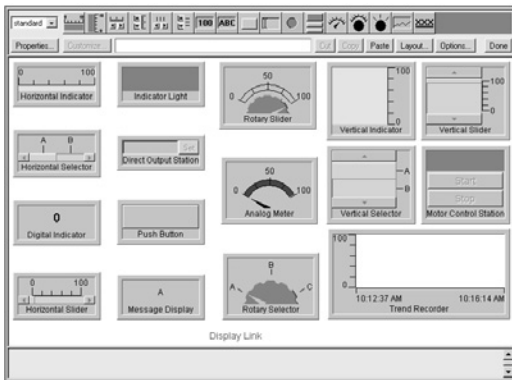 standard
100 ABC
Properties... Customize... Cut Copy Paste Layout... Options... Done
0 100
Horizontal Indicator
Indicator Light
0 50 100
Rotary Slider
100
0
Vertical Indicator
100
0
Vertical Slider
A B
Horizontal Selector
Set
Direct Output Station
0 50 100
Analog Meter
A
B
Vertical Selector
Start
Stop
Motor Control Station
0
Digital Indicator
Push Button
0 100
Horizontal Slider
A
Message Display
A B C
Rotary Selector
100
0
10:12:37 AM 10:16:14 AM
Trend Recorder
Display Link